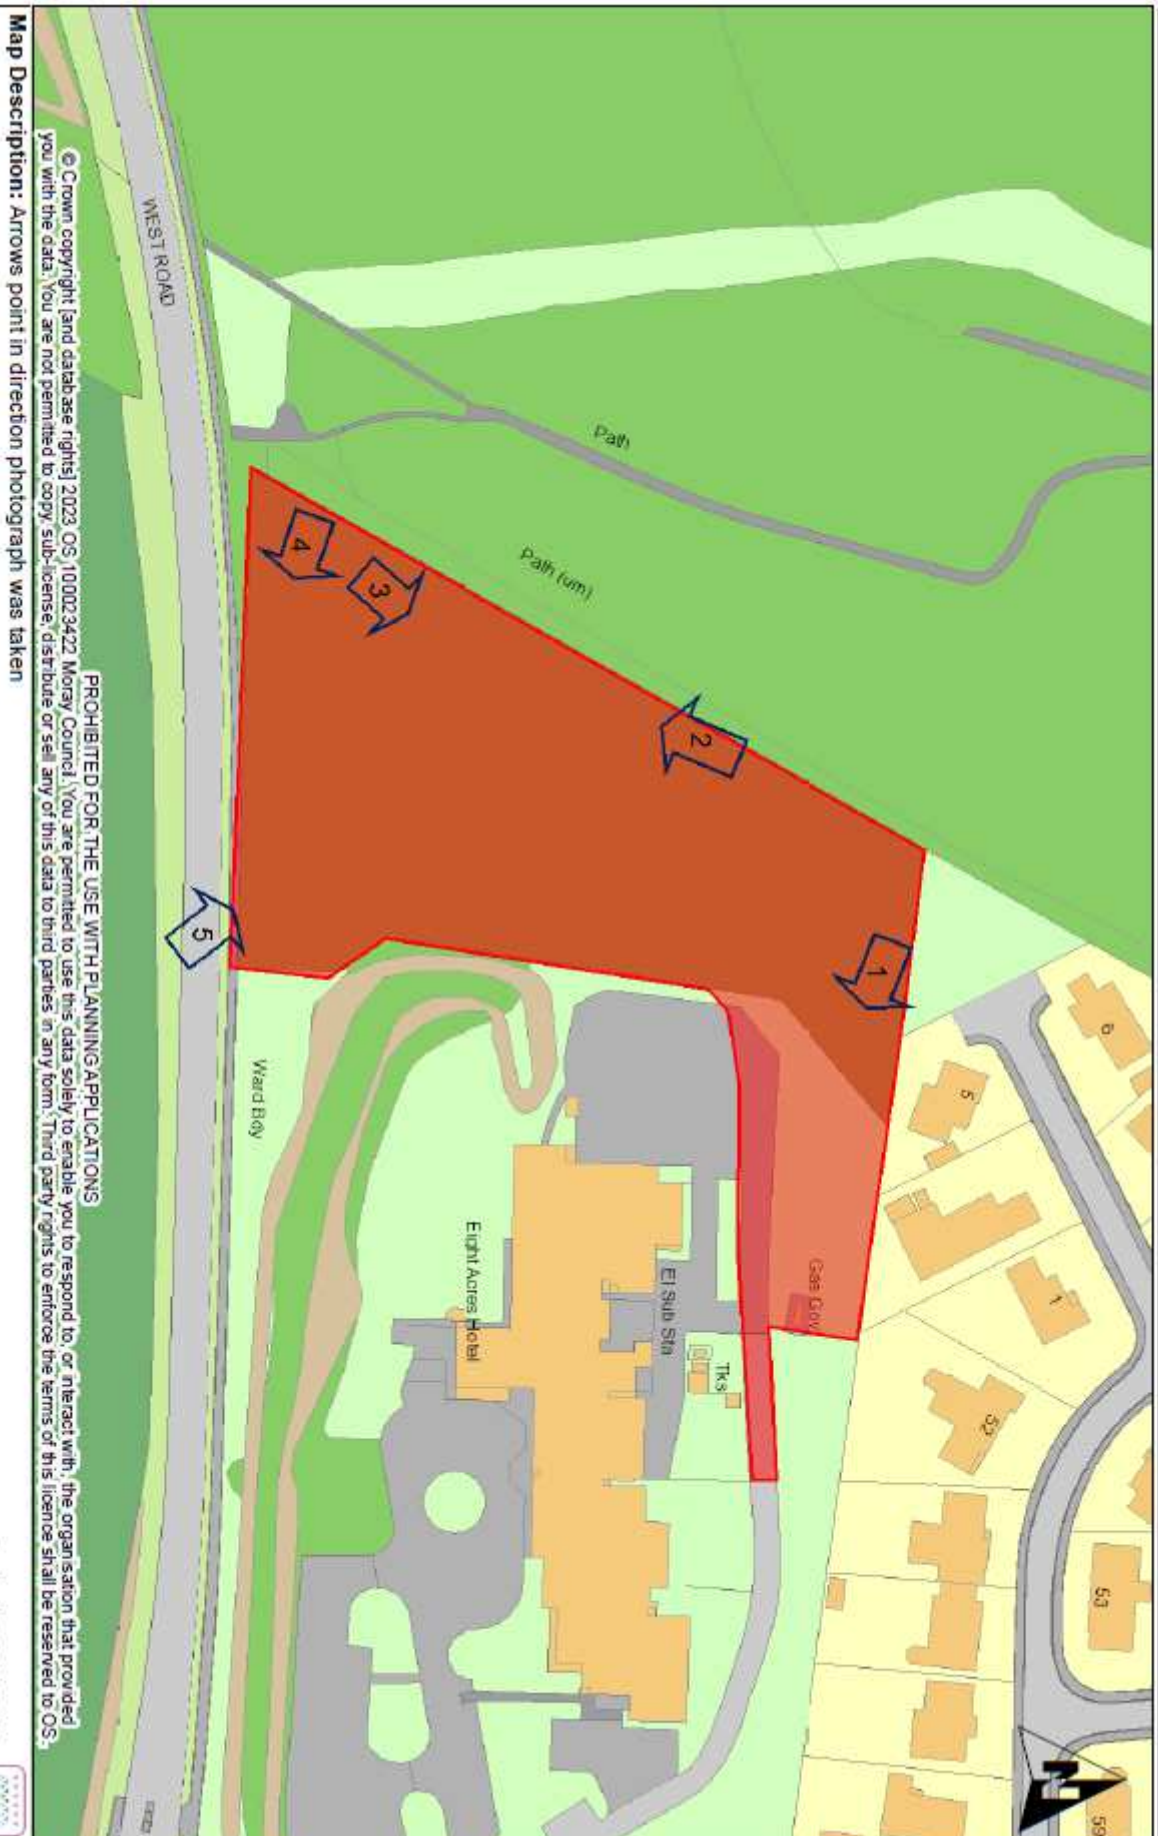 WEST ROAD
Path
Path (um)
1
2
3
4
5
6
5
1
52
53
59
Gas Gov
El Sub Sta
Tks
Eight Acres Hotel
Ward Bdy
N
PROHIBITED FOR THE USE WITH PLANNING APPLICATIONS
© Crown copyright [and database rights] 2023 OS 100023422 Moray Council. You are permitted to use this data solely to enable you to respond to, or interact with, the organisation that provided
you with the data. You are not permitted to copy, sub-license, distribute or sell any of this data to third parties in any form. Third party rights to enforce the terms of this licence shall be reserved to OS.
Map Description: Arrows point in direction photograph was taken